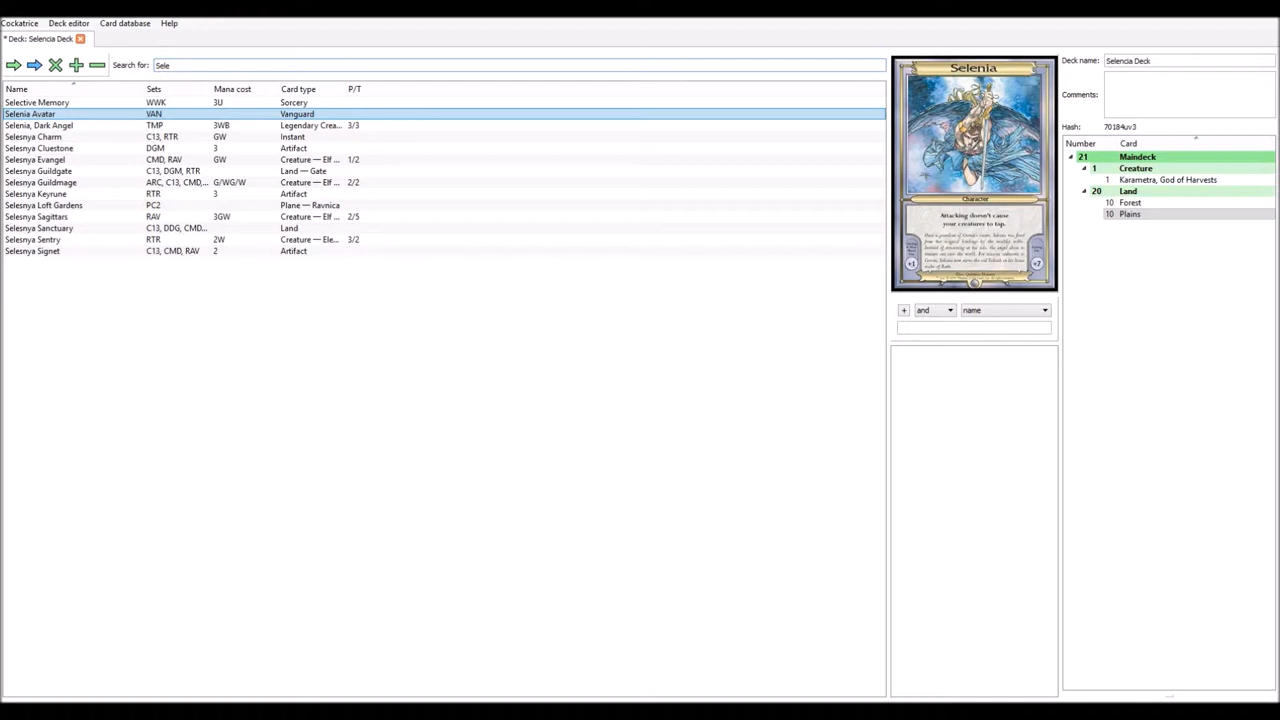 Cockatrice Deck editor Card database Help
* Deck: Selencia Deck
Search for: Sele
Name Sets Mana cost Card type P/T
Selective Memory WWK 3U Sorcery
Selenia Avatar VAN Vanguard
Selenia, Dark Angel TMP 3WB Legendary Crea... 3/3
Selesnya Charm C13, RTR GW Instant
Selesnya Cluestone DGM 3 Artifact
Selesnya Evangel CMD, RAV GW Creature — Elf ... 1/2
Selesnya Guildgate C13, DGM, RTR Land — Gate
Selesnya Guildmage ARC, C13, CMD,... G/WG/W Creature — Elf ... 2/2
Selesnya Keyrune RTR 3 Artifact
Selesnya Loft Gardens PC2 Plane — Ravnica
Selesnya Sagittars RAV 3GW Creature — Elf ... 2/5
Selesnya Sanctuary C13, DDG, CMD... Land
Selesnya Sentry RTR 2W Creature — Ele... 3/2
Selesnya Signet C13, CMD, RAV 2 Artifact
Selenia
Character
Attacking doesn't cause
your creatures to tap.
+1 +7
+ and name
Deck name: Selencia Deck
Comments:
Hash: 70184uv3
Number Card
21 Maindeck
1 Creature
1 Karametra, God of Harvests
20 Land
10 Forest
10 Plains